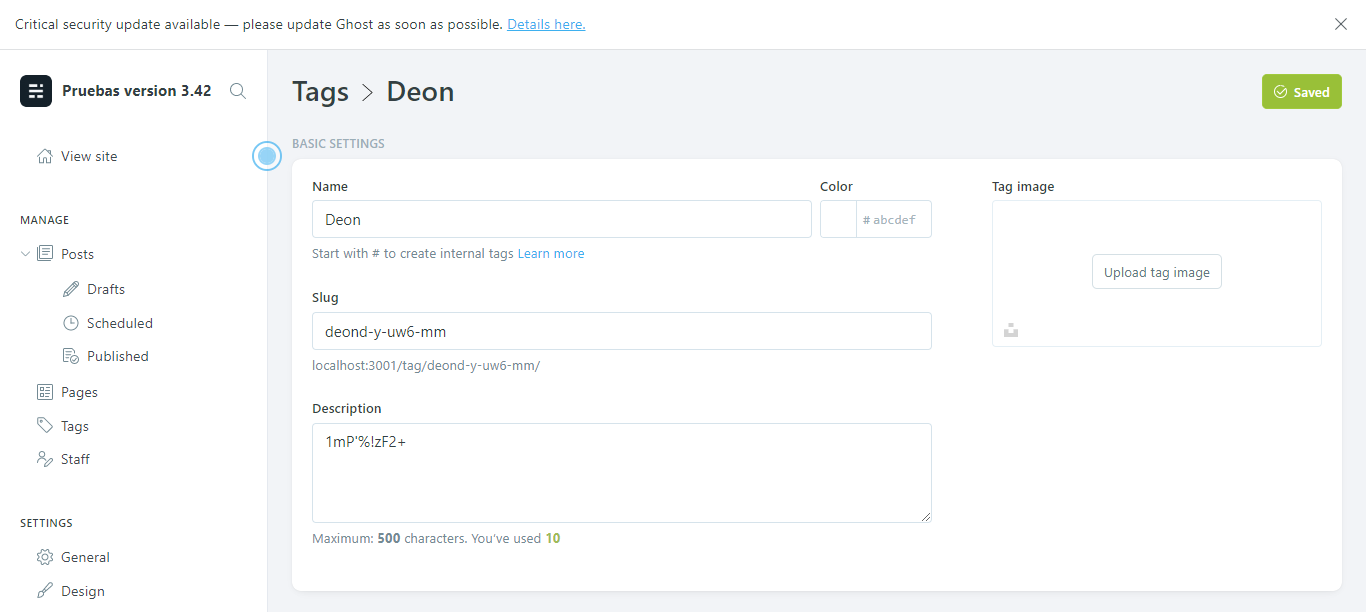 Critical security update available — please update Ghost as soon as possible. Details here.
Pruebas version 3.42
View site
MANAGE
Posts
Drafts
Scheduled
Published
Pages
Tags
Staff
SETTINGS
General
Design
Tags > Deon
Saved
BASIC SETTINGS
Name
Deon
Start with # to create internal tags Learn more
Color
# abcdef
Slug
deond-y-uw6-mm
localhost:3001/tag/deond-y-uw6-mm/
Description
1mP'%!zF2+
Maximum: 500 characters. You've used 10
Tag image
Upload tag image